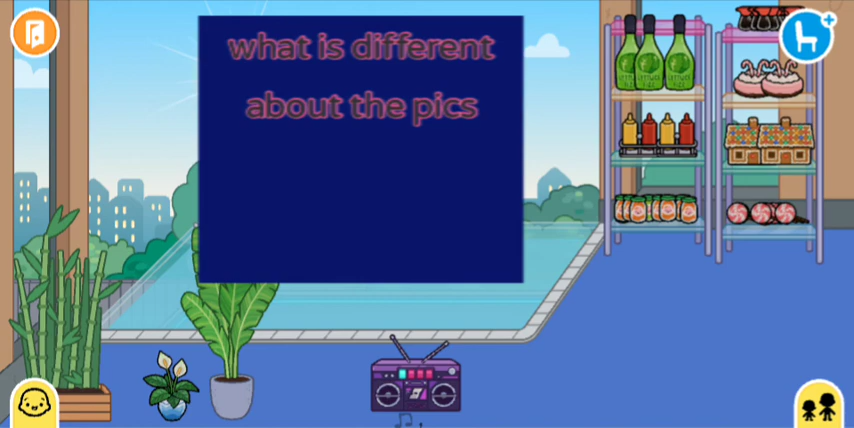 what is different
about the pics